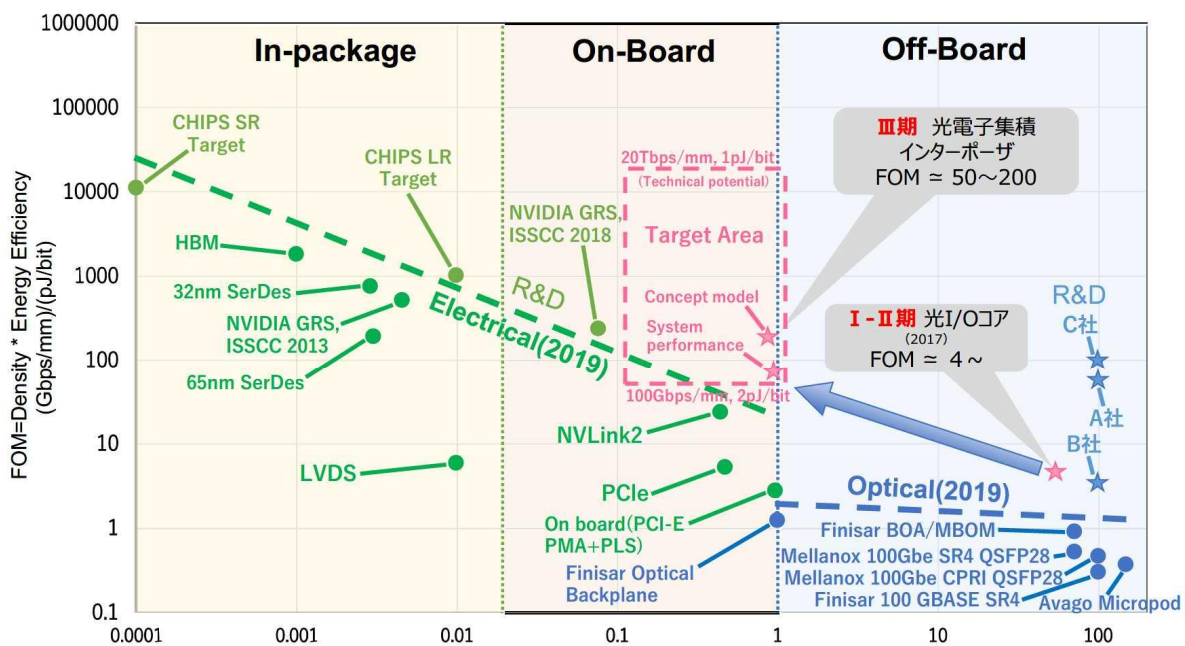 In-package
On-Board
Off-Board
FOM=Density * Energy Efficiency
(Gbps/mm)/(pJ/bit)
1000000
100000
10000
1000
100
10
1
0.1
0.0001
0.001
0.01
0.1
1
10
100
CHIPS SR
Target
CHIPS LR
Target
HBM
32nm SerDes
NVIDIA GRS,
ISSCC 2013
65nm SerDes
LVDS
R&D
Electrical(2019)
NVIDIA GRS,
ISSCC 2018
20Tbps/mm, 1pJ/bit
(Technical potential)
Target Area
Concept model
System
performance
100Gbps/mm, 2pJ/bit
NVLink2
PCIe
On board(PCI-E
PMA+PLS)
Finisar Optical
Backplane
Ⅲ期 光電子集積
インターポーザ
FOM ≃ 50～200
Ⅰ-Ⅱ期 光I/Oコア
(2017)
FOM ≃ 4～
R&D
C社
A社
B社
Optical(2019)
Finisar BOA/MBOM
Mellanox 100Gbe SR4 QSFP28
Mellanox 100Gbe CPRI QSFP28
Finisar 100 GBASE SR4
Avago Micropod